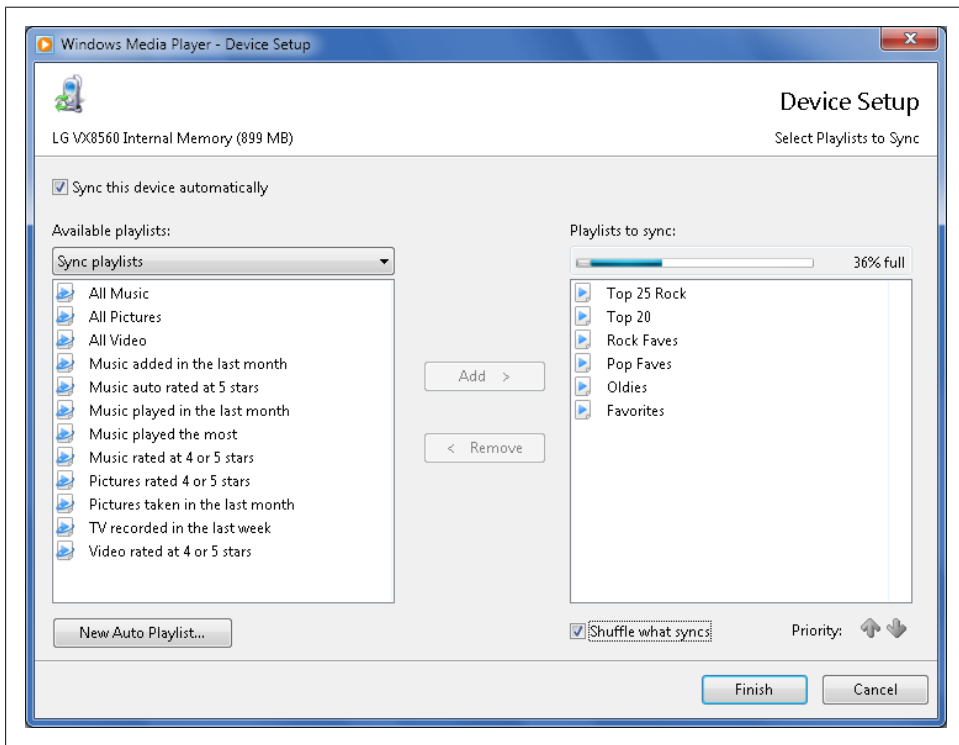 Windows Media Player - Device Setup
Device Setup
LG VX8560 Internal Memory (899 MB)
Select Playlists to Sync
Sync this device automatically
Available playlists:
Sync playlists
All Music
All Pictures
All Video
Music added in the last month
Music auto rated at 5 stars
Music played in the last month
Music played the most
Music rated at 4 or 5 stars
Pictures rated 4 or 5 stars
Pictures taken in the last month
TV recorded in the last week
Video rated at 4 or 5 stars
New Auto Playlist...
Add >
< Remove
Playlists to sync:
36% full
Top 25 Rock
Top 20
Rock Faves
Pop Faves
Oldies
Favorites
Shuffle what syncs
Priority:
Finish
Cancel